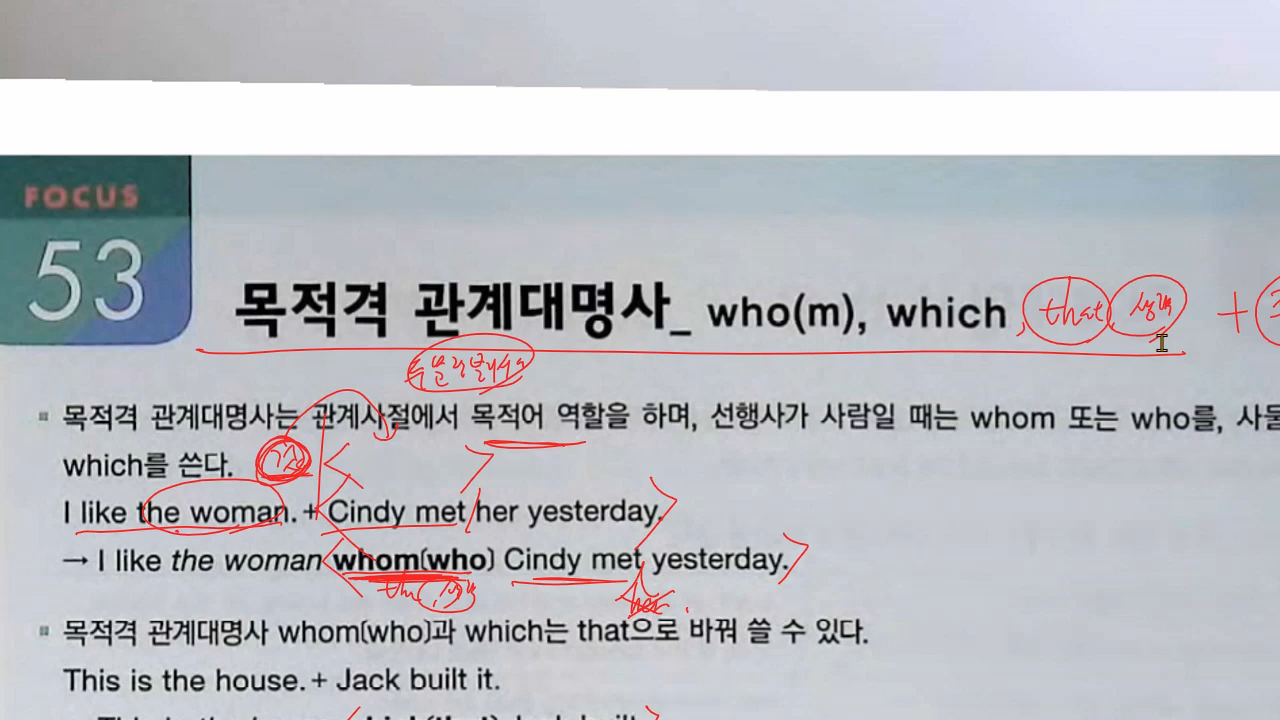 FOCUS
53
목적격 관계대명사_ who(m), which , that, 생략 +
목적격 관계대명사는 관계사절에서 목적어 역할을 하며, 선행사가 사람일 때는 whom 또는 who를, 사물
which를 쓴다.
I like the woman. + Cindy met her yesterday.
→ I like the woman whom(who) Cindy met yesterday.
her
목적격 관계대명사 whom(who)과 which는 that으로 바꿔 쓸 수 있다.
This is the house. + Jack built it.